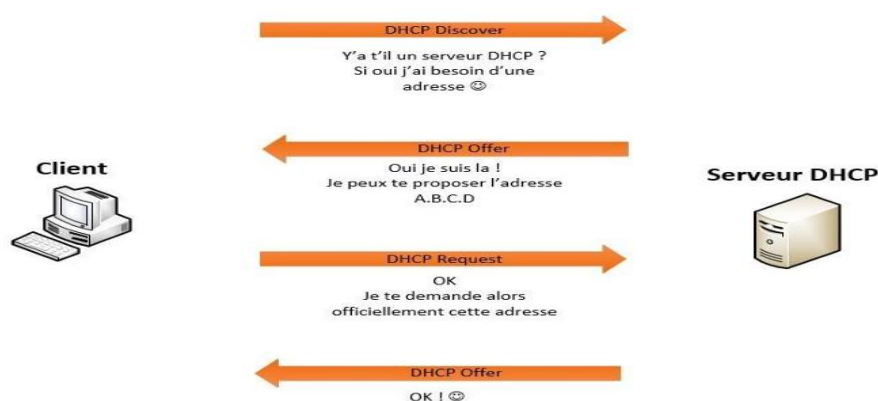 DHCP Discover
Y'a t'il un serveur DHCP ?
Si oui j'ai besoin d'une
adresse ☺
DHCP Offer
Oui je suis la !
Je peux te proposer l'adresse
A.B.C.D
Client
Serveur DHCP
DHCP Request
OK
Je te demande alors
officiellement cette adresse
DHCP Offer
OK ! ☺